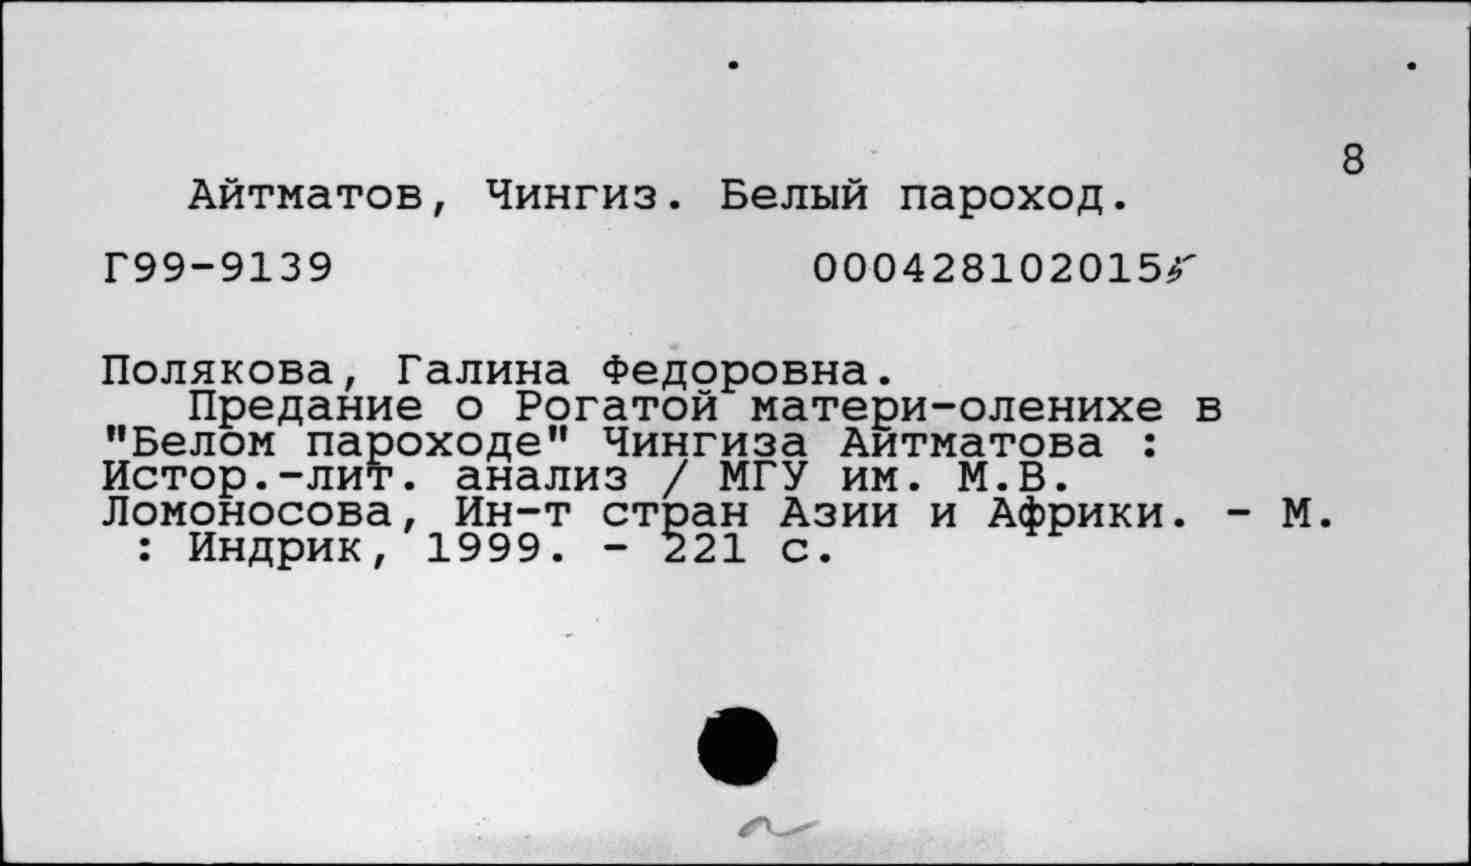 8
Айтматов, Чингиз. Белый пароход.
Г99-9139 000428102015
Полякова, Галина Федоровна.
Предание о Рогатой матери-оленихе в
"Белом пароходе" Чингиза Айтматова :
Истор.-лит. анализ / МГУ им. М.В.
Ломоносова, Ин-т стран Азии и Африки. - М.
: Индрик, 1999. - 221 с.